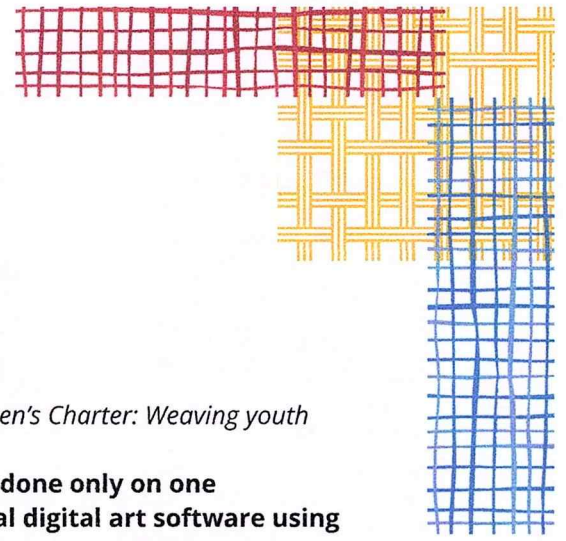 en's Charter: Weaving youth
done only on one
al digital art software using